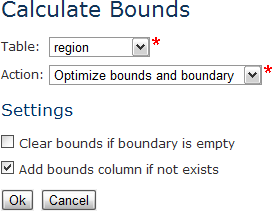 Calculate Bounds
Table: region *
Action: Optimize bounds and boundary *
Settings
Clear bounds if boundary is empty
Add bounds column if not exists
Ok Cancel